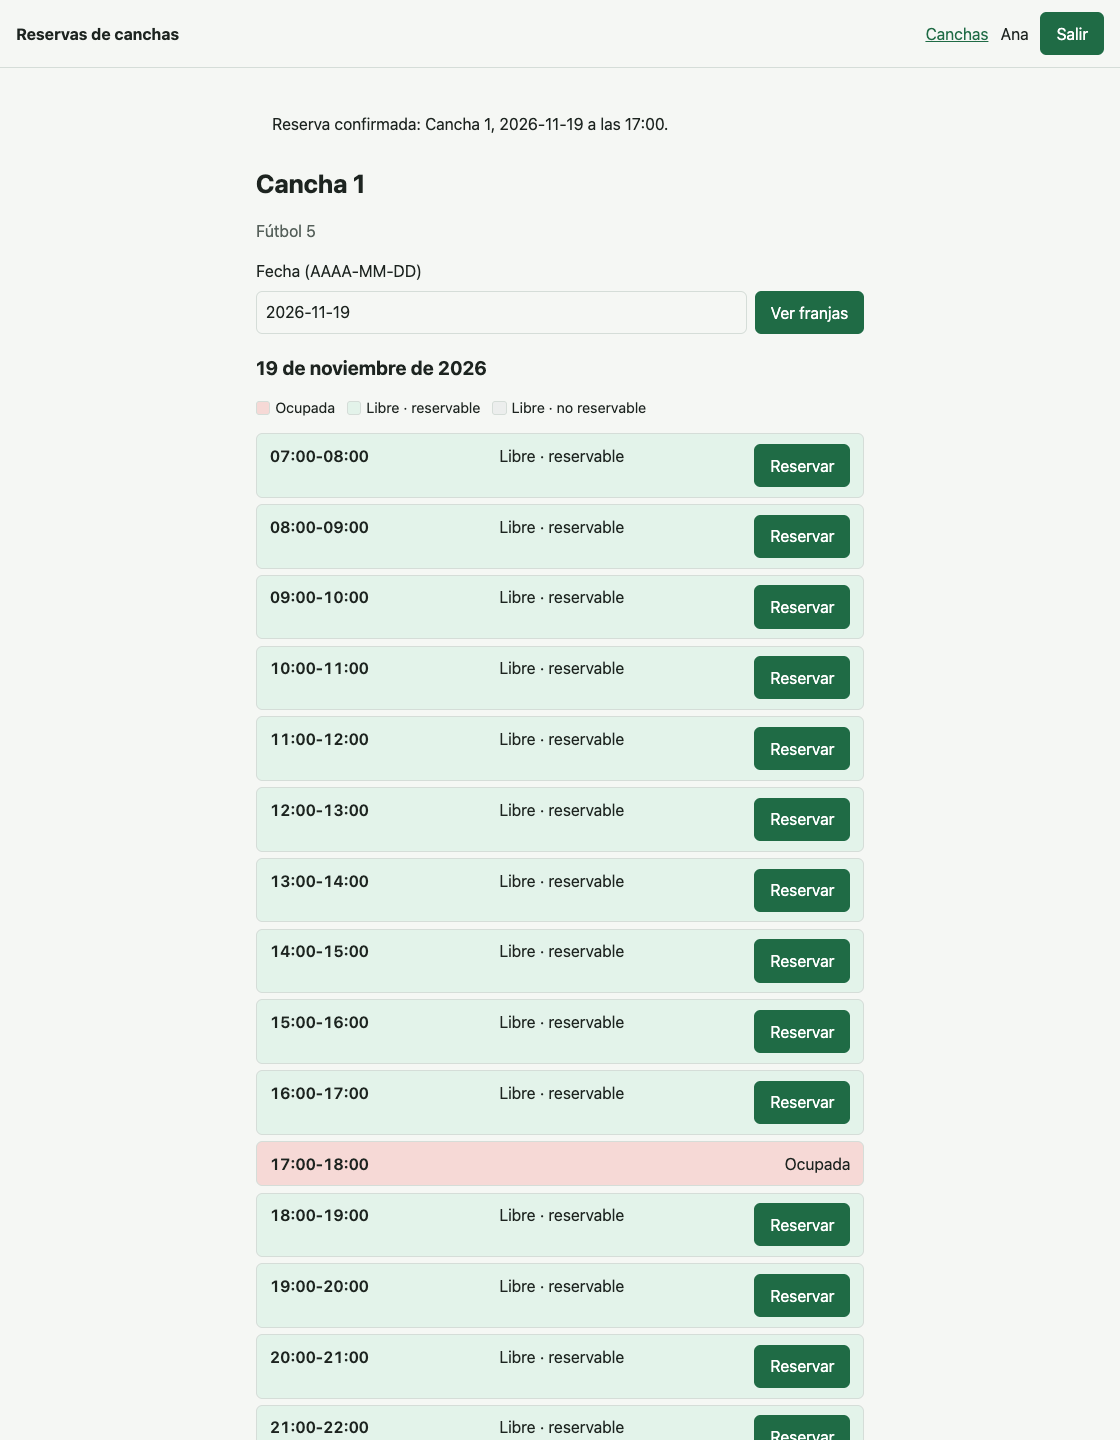 Reservas de canchas
Canchas Ana Salir
Reserva confirmada: Cancha 1, 2026-11-19 a las 17:00.
Cancha 1
Fútbol 5
Fecha (AAAA-MM-DD)
2026-11-19 Ver franjas
19 de noviembre de 2026
Ocupada Libre · reservable Libre · no reservable
07:00-08:00 Libre · reservable Reservar
08:00-09:00 Libre · reservable Reservar
09:00-10:00 Libre · reservable Reservar
10:00-11:00 Libre · reservable Reservar
11:00-12:00 Libre · reservable Reservar
12:00-13:00 Libre · reservable Reservar
13:00-14:00 Libre · reservable Reservar
14:00-15:00 Libre · reservable Reservar
15:00-16:00 Libre · reservable Reservar
16:00-17:00 Libre · reservable Reservar
17:00-18:00 Ocupada
18:00-19:00 Libre · reservable Reservar
19:00-20:00 Libre · reservable Reservar
20:00-21:00 Libre · reservable Reservar
21:00-22:00 Libre · reservable Reservar